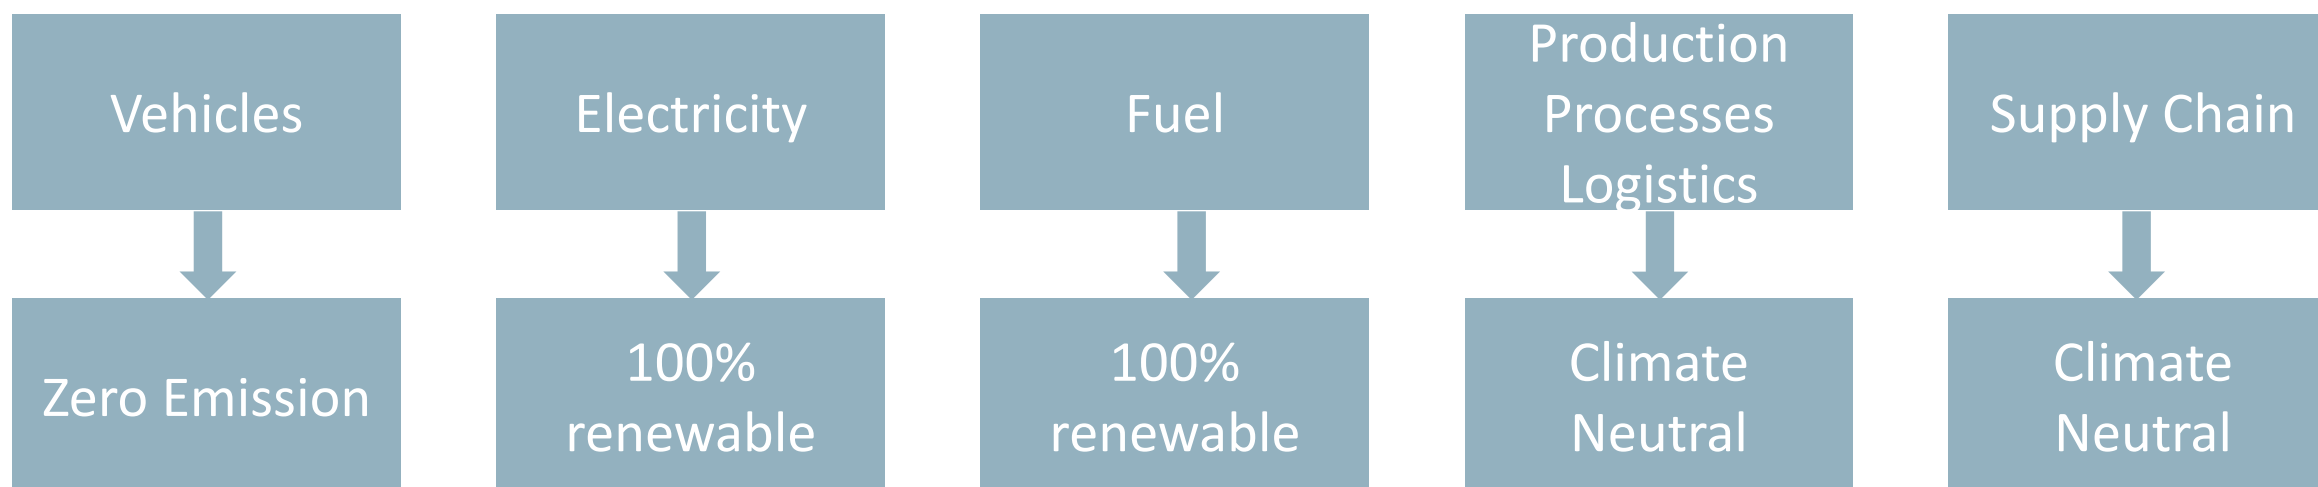 Vehicles
Electricity
Fuel
Production
Processes
Logistics
Supply Chain
Zero Emission
100%
renewable
100%
renewable
Climate
Neutral
Climate
Neutral